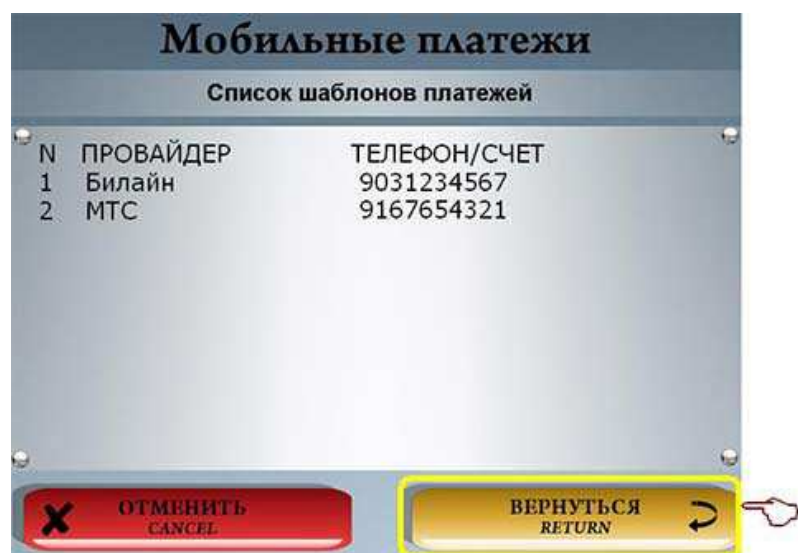 Мобильные платежи
Список шаблонов платежей
N ПРОВАЙДЕР ТЕЛЕФОН/СЧЕТ
1 Билайн 9031234567
2 МТС 9167654321
ОТМЕНИТЬ ВЕРНУТЬСЯ
CANCEL RETURN